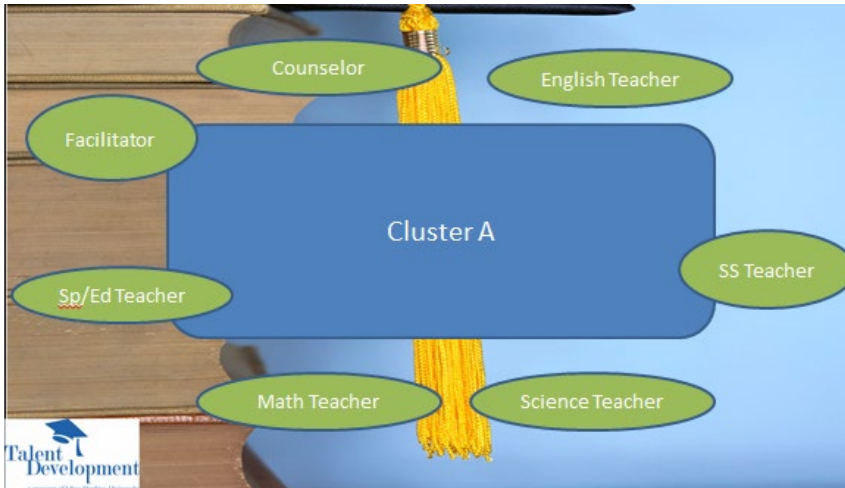 Counselor
English Teacher
Facilitator
Cluster A
SS Teacher
Sp/Ed Teacher
Math Teacher
Science Teacher
Talent
Development